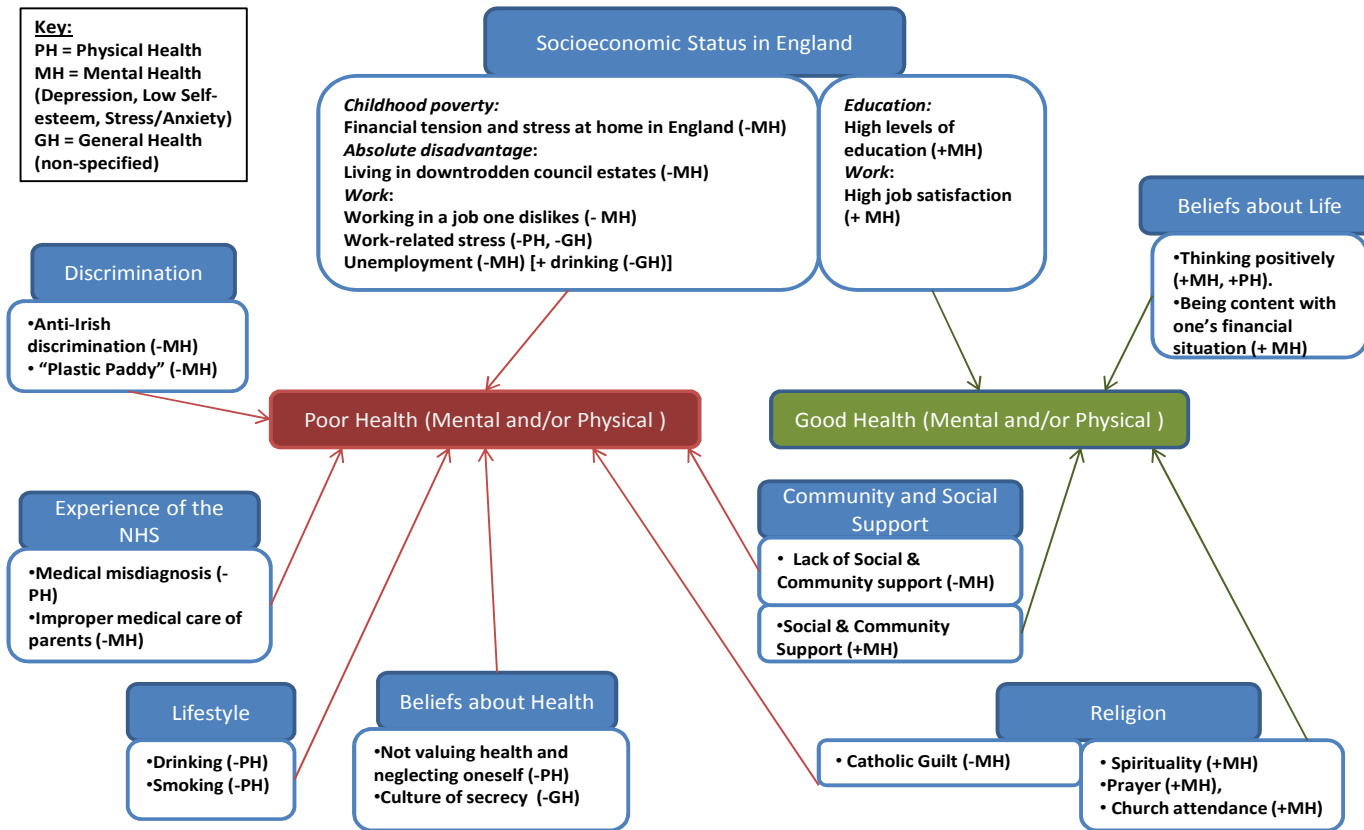 Key:
PH = Physical Health
MH = Mental Health
(Depression, Low Self-
esteem, Stress/Anxiety)
GH = General Health
(non-specified)
Socioeconomic Status in England
Childhood poverty:
Financial tension and stress at home in England (-MH)
Absolute disadvantage:
Living in downtrodden council estates (-MH)
Work:
Working in a job one dislikes (- MH)
Work-related stress (-PH, -GH)
Unemployment (-MH) [+ drinking (-GH)]
Education:
High levels of
education (+MH)
Work:
High job satisfaction
(+ MH)
Beliefs about Life
•Thinking positively
(+MH, +PH).
•Being content with
one's financial
situation (+ MH)
Discrimination
•Anti-Irish
discrimination (-MH)
• "Plastic Paddy" (-MH)
Poor Health (Mental and/or Physical )
Good Health (Mental and/or Physical )
Experience of the
NHS
•Medical misdiagnosis (-
PH)
•Improper medical care of
parents (-MH)
Community and Social
Support
• Lack of Social &
Community support (-MH)
•Social & Community
Support (+MH)
Lifestyle
•Drinking (-PH)
•Smoking (-PH)
Beliefs about Health
•Not valuing health and
neglecting oneself (-PH)
•Culture of secrecy (-GH)
Religion
• Catholic Guilt (-MH)
• Spirituality (+MH)
•Prayer (+MH),
• Church attendance (+MH)